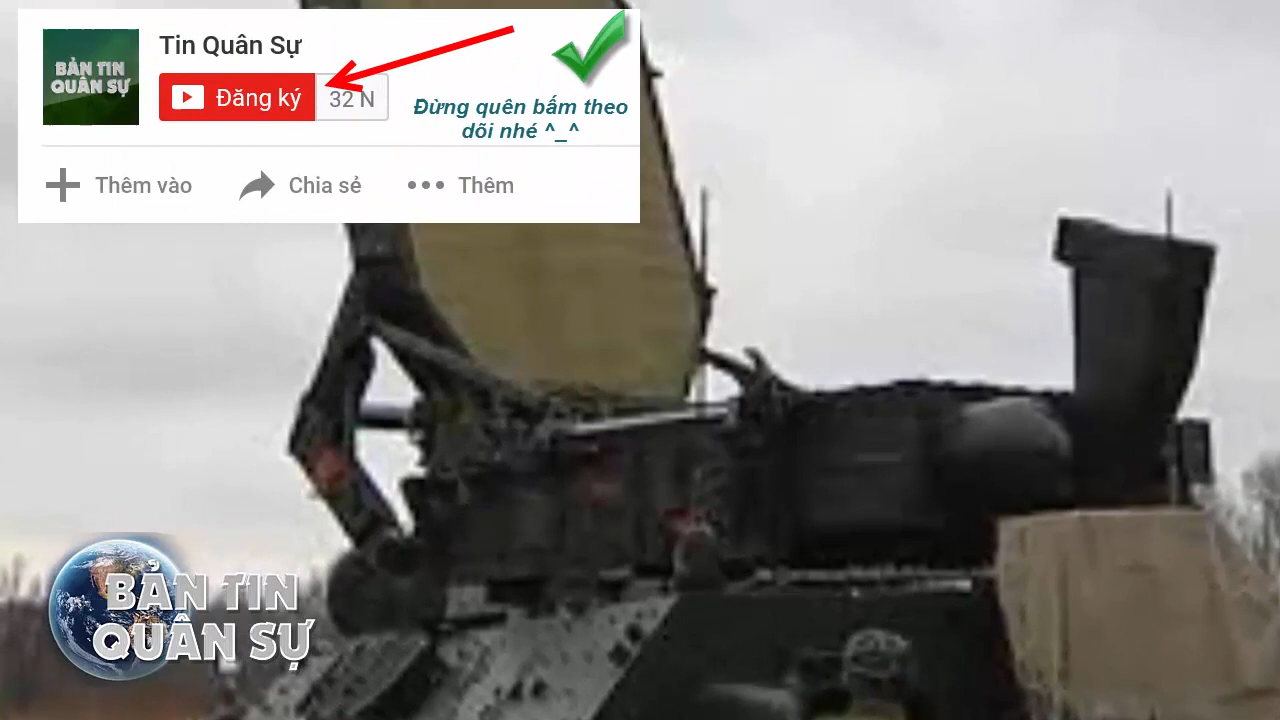 Tin Quân Sự
BẢN TIN
QUÂN SỰ
Đăng ký
32 N
Đừng quên bấm theo
dõi nhé ^_^
Thêm vào
Chia sẻ
Thêm
BẢN TIN
QUÂN SỰ